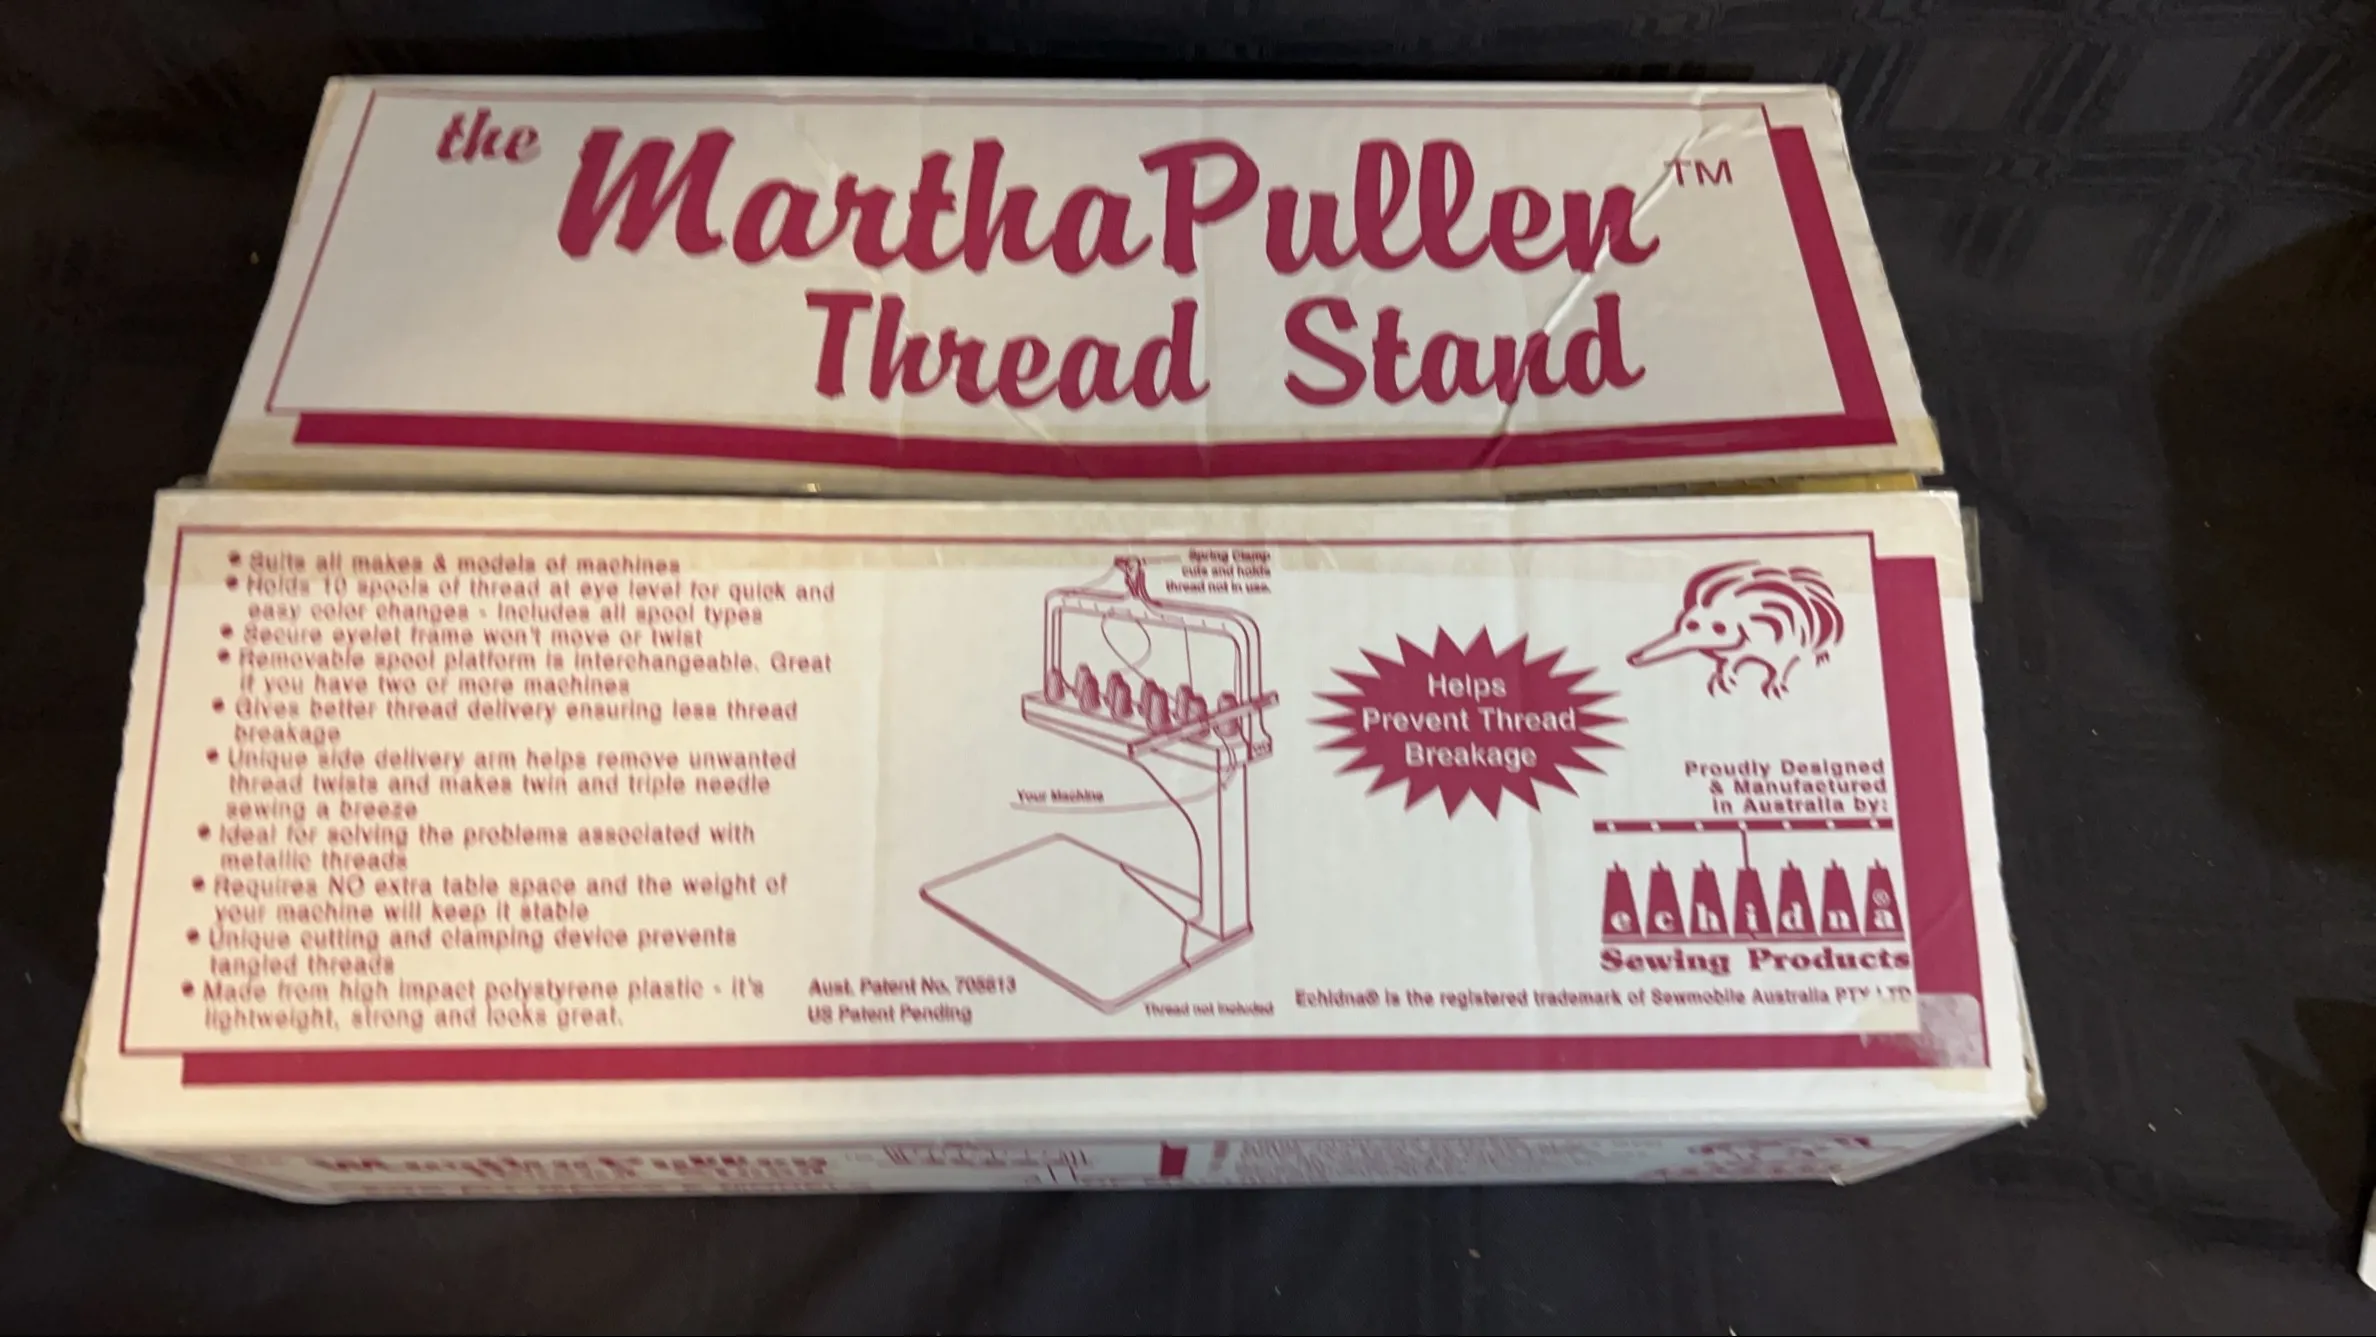 the MarthaPullen™
Thread Stand
• Suits all makes & models of machines
• Holds 10 spools of thread at eye level for quick and
easy color changes - Includes all spool types
• Secure eyelet frame won't move or twist
• Removable spool platform is interchangeable. Great
if you have two or more machines
• Gives better thread delivery ensuring less thread
breakage
• Unique side delivery arm helps remove unwanted
thread twists and makes twin and triple needle
sewing a breeze
• Ideal for solving the problems associated with
metallic threads
• Requires NO extra table space and the weight of
your machine will keep it stable
• Unique cutting and clamping device prevents
tangled threads
• Made from high impact polystyrene plastic - it's
lightweight, strong and looks great.
Spring Clamp
cuts and holds
thread not in use.
Your Machine
Aust. Patent No. 705813
US Patent Pending
Thread not included
Helps
Prevent Thread
Breakage
Proudly Designed
& Manufactured
in Australia by:
echidna®
Sewing Products
Echidna® is the registered trademark of Sewmobile Australia PTY LTD